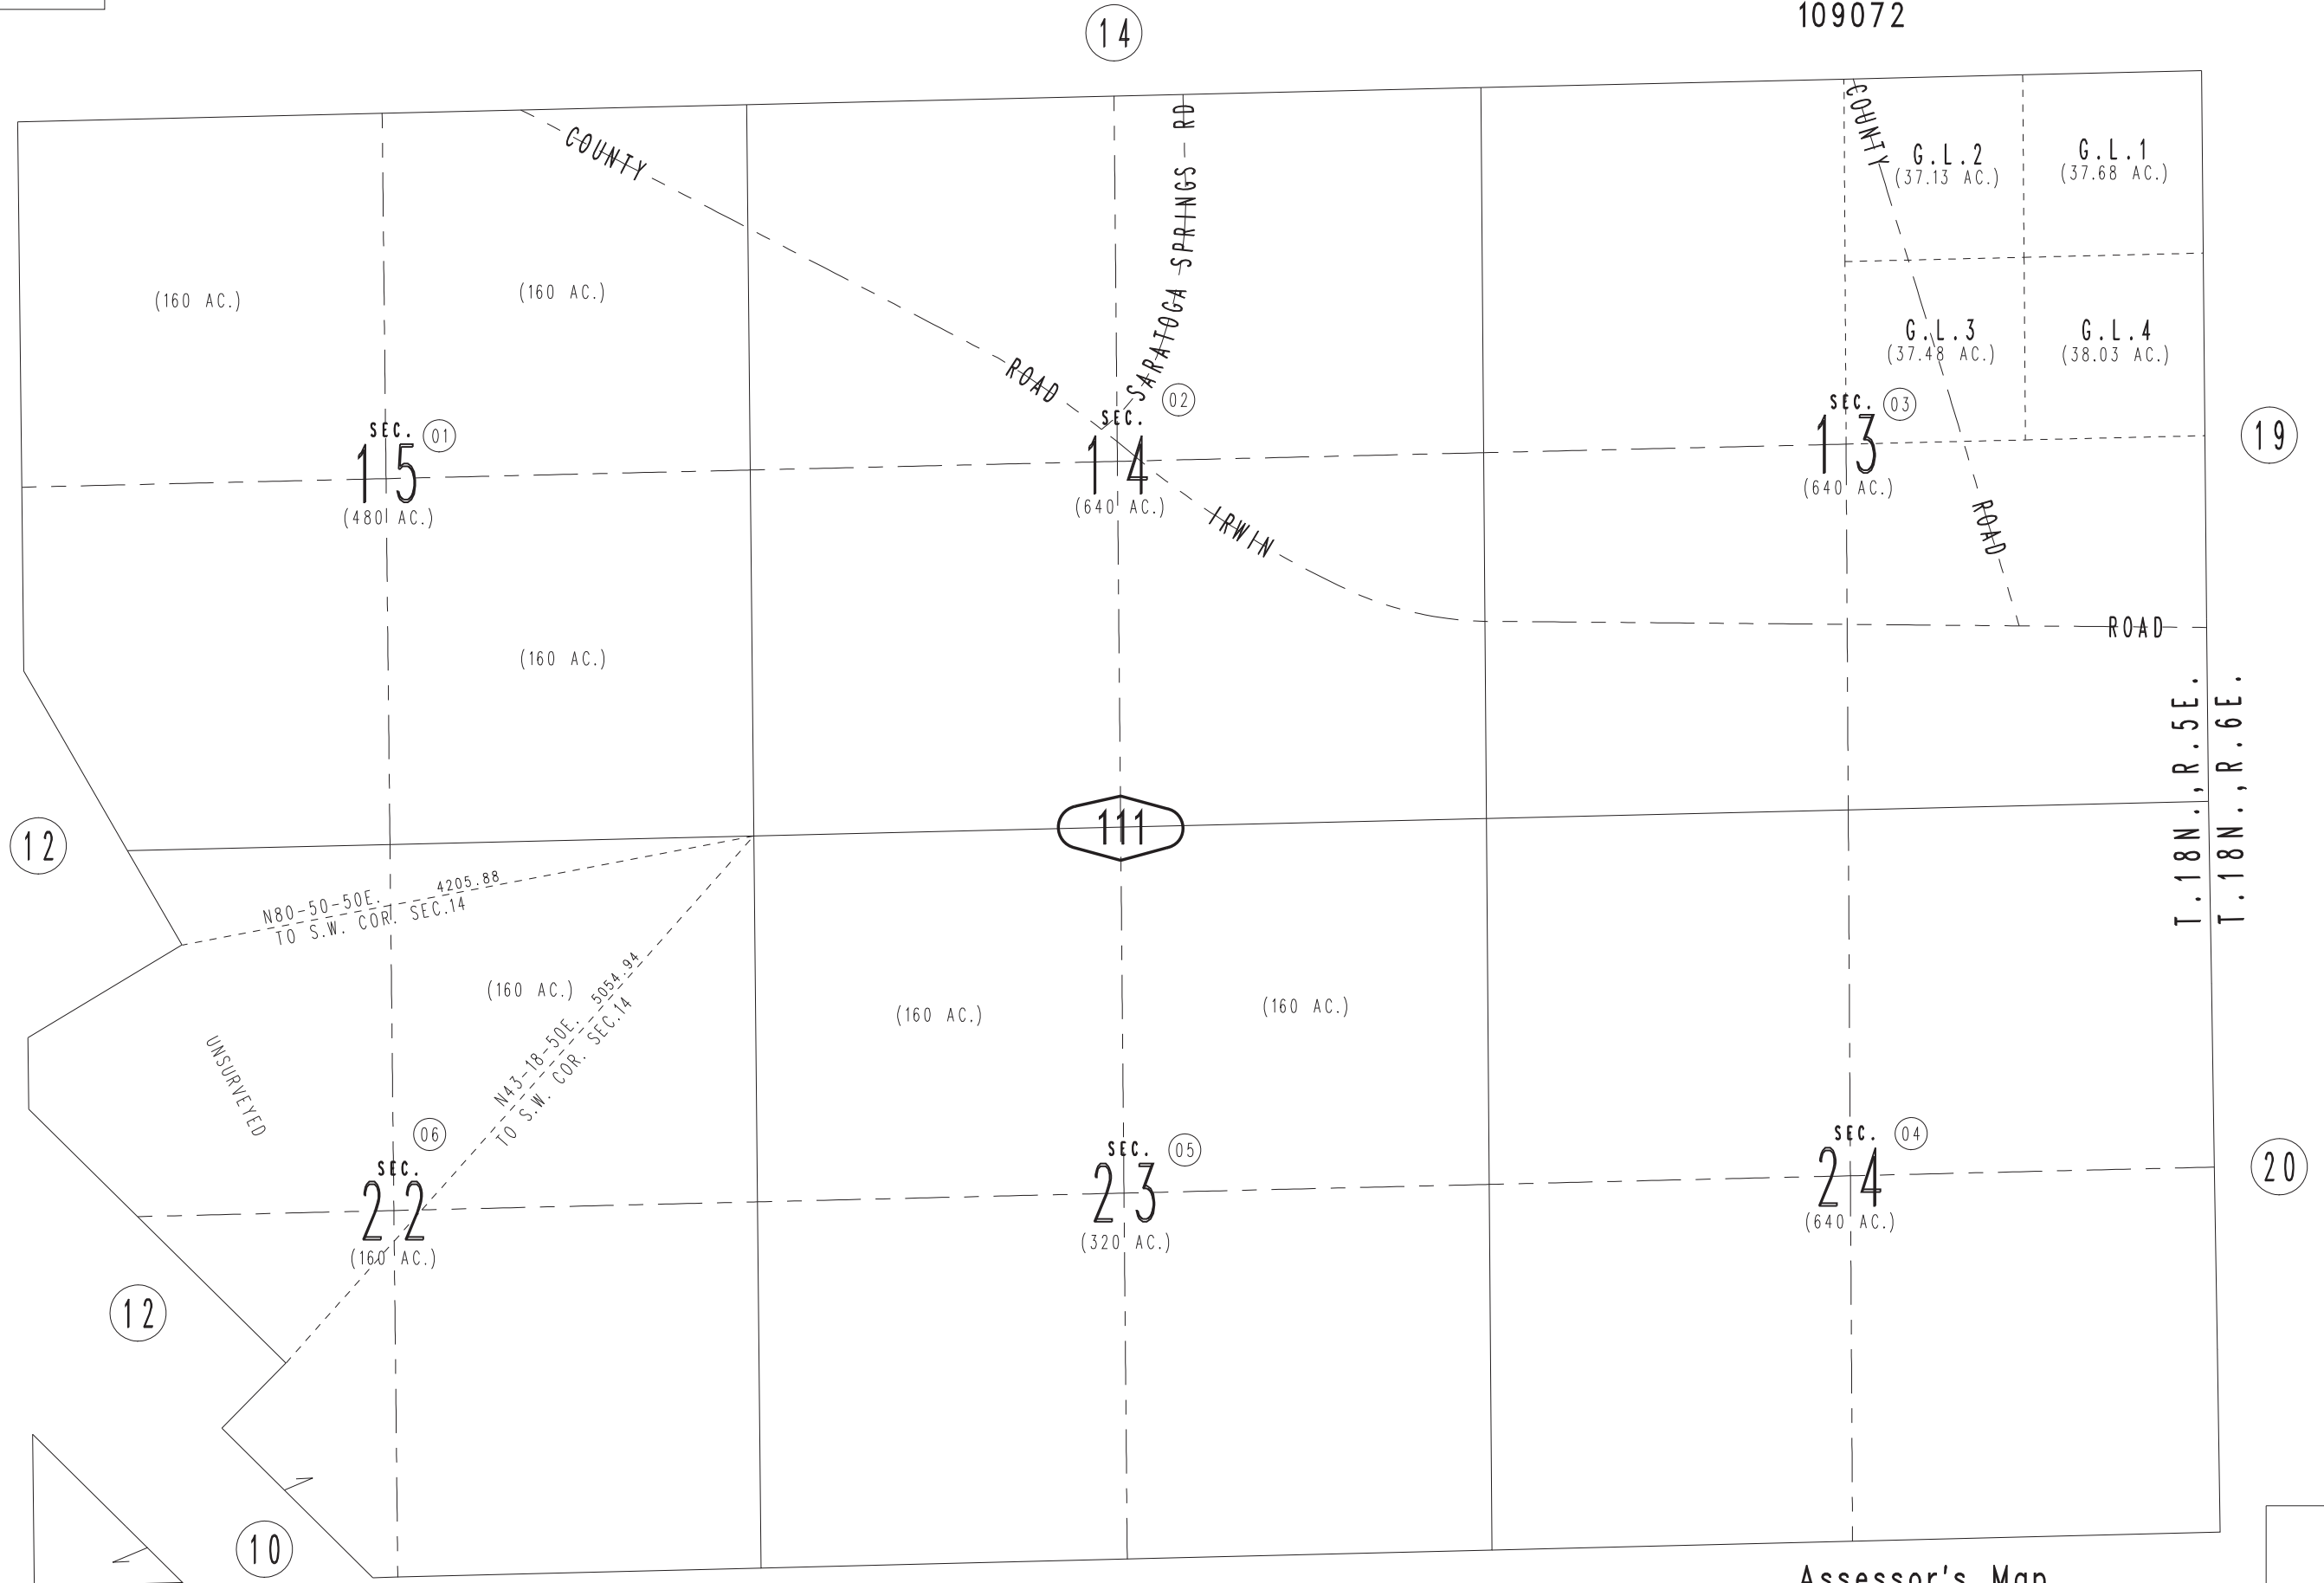 109072
14
COUNTY
ROAD
SARATOGA SPRINGS RD
COUNTY
ROAD
G.L.2
(37.13 AC.)
G.L.1
(37.68 AC.)
G.L.3
(37.48 AC.)
G.L.4
(38.03 AC.)
(160 AC.)
(160 AC.)
SEC. 01
15
(480 AC.)
SEC. 02
14
(640 AC.)
SEC. 03
13
(640 AC.)
19
IRWIN
ROAD
(160 AC.)
T.18N.,R.5E.
T.18N.,R.6E.
111
12
N80-50-50E. 4205.88
TO S.W. COR. SEC.14
(160 AC.)
N43-18-50E. 5054.94
TO S.W. COR. SEC.14
UNSURVEYED
(160 AC.)
(160 AC.)
06
SEC.
22
(160 AC.)
SEC. 05
23
(320 AC.)
SEC. 04
24
(640 AC.)
20
12
10
Assessor's Map